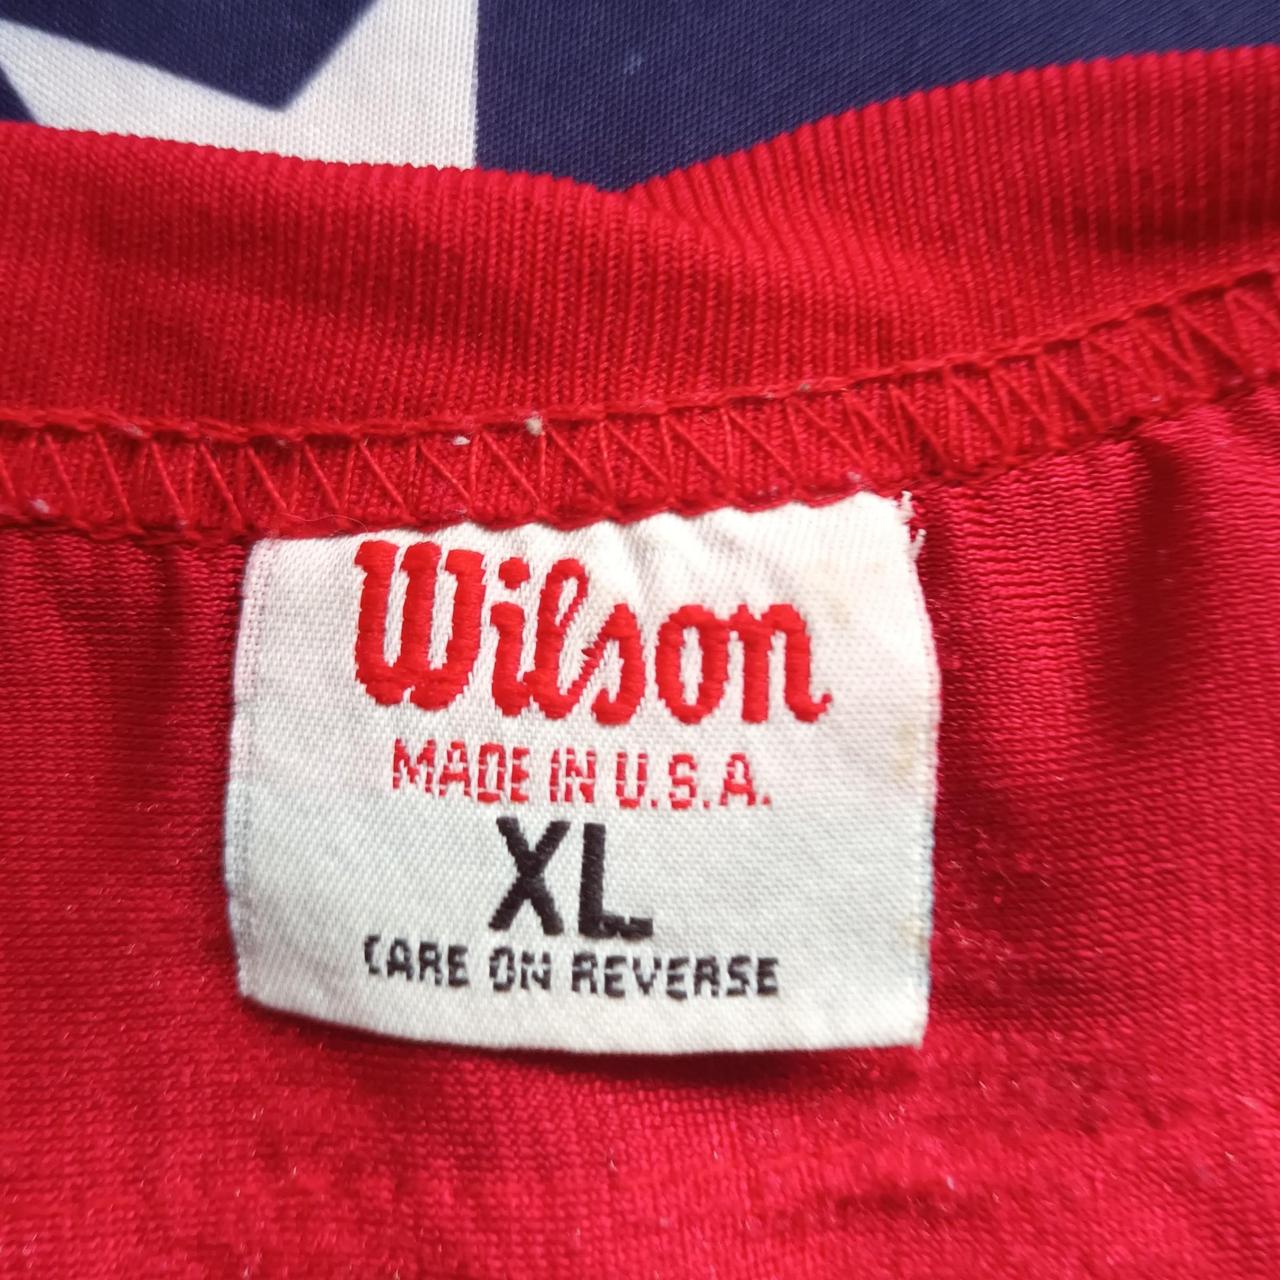 Wilson
MADE IN U.S.A.
XL
CARE ON REVERSE